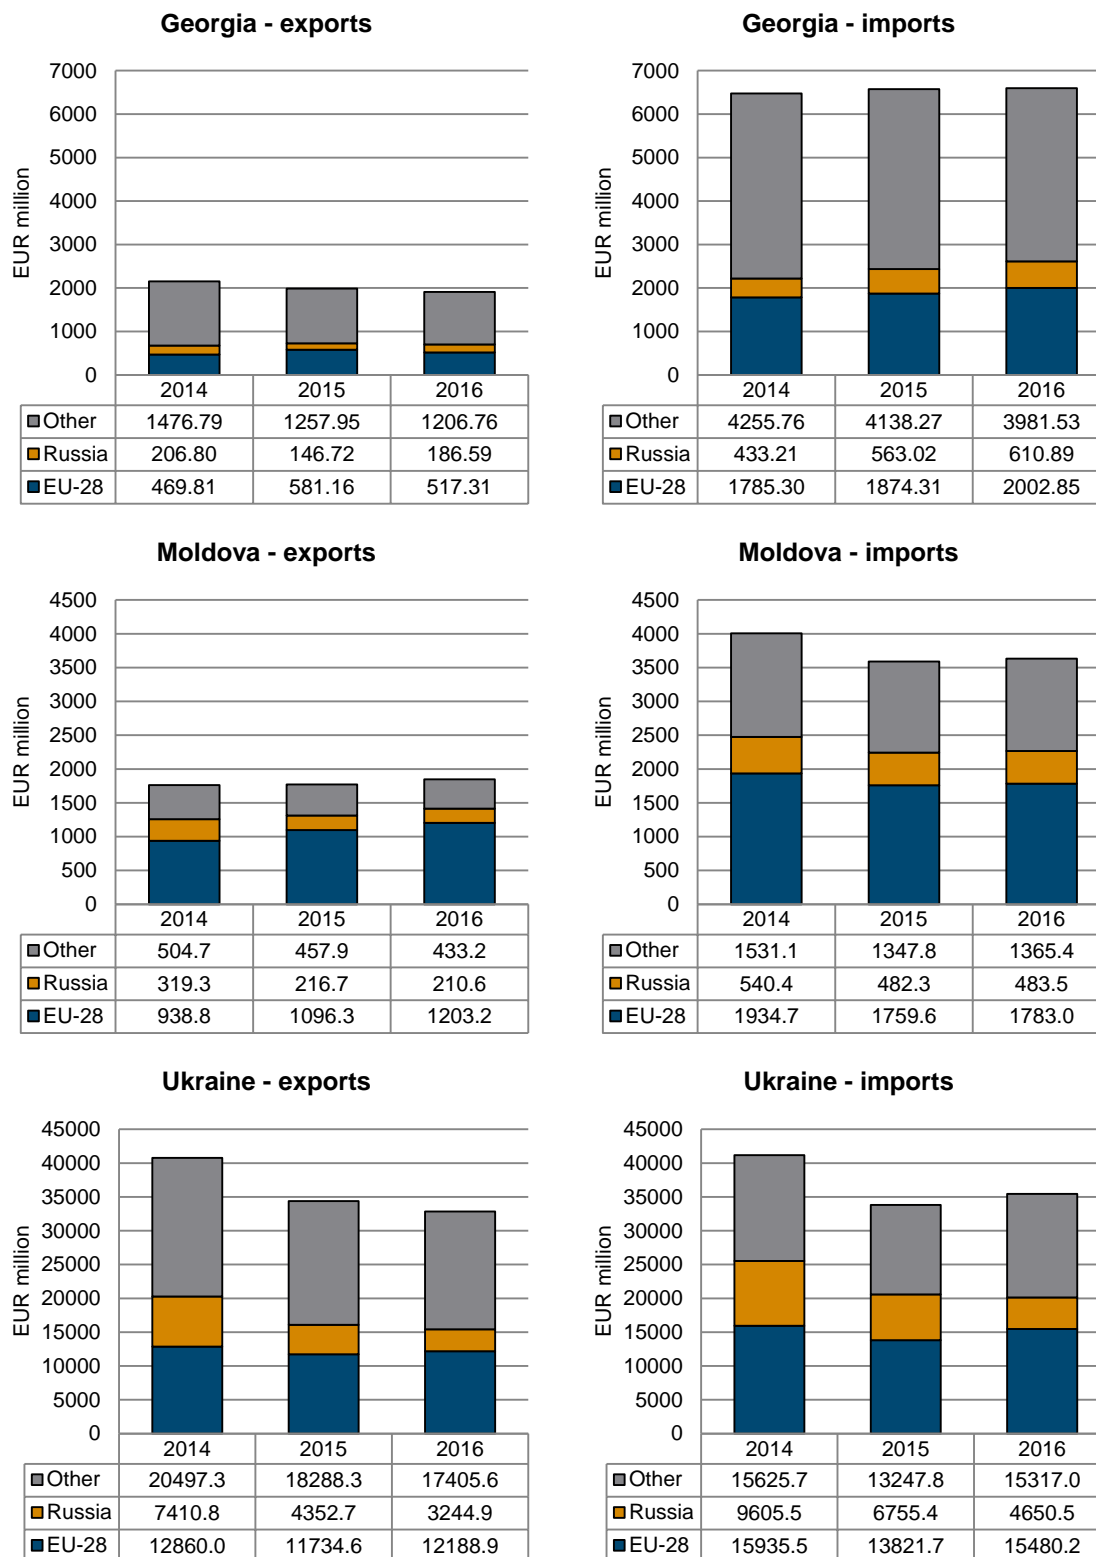 Georgia - exports
7000
6000
5000
4000
3000
2000
1000
0
EUR million
2014 2015 2016
Other 1476.79 1257.95 1206.76
Russia 206.80 146.72 186.59
EU-28 469.81 581.16 517.31
Georgia - imports
7000
6000
5000
4000
3000
2000
1000
0
EUR million
2014 2015 2016
Other 4255.76 4138.27 3981.53
Russia 433.21 563.02 610.89
EU-28 1785.30 1874.31 2002.85
Moldova - exports
4500
4000
3500
3000
2500
2000
1500
1000
500
0
EUR million
2014 2015 2016
Other 504.7 457.9 433.2
Russia 319.3 216.7 210.6
EU-28 938.8 1096.3 1203.2
Moldova - imports
4500
4000
3500
3000
2500
2000
1500
1000
500
0
EUR million
2014 2015 2016
Other 1531.1 1347.8 1365.4
Russia 540.4 482.3 483.5
EU-28 1934.7 1759.6 1783.0
Ukraine - exports
45000
40000
35000
30000
25000
20000
15000
10000
5000
0
EUR million
2014 2015 2016
Other 20497.3 18288.3 17405.6
Russia 7410.8 4352.7 3244.9
EU-28 12860.0 11734.6 12188.9
Ukraine - imports
45000
40000
35000
30000
25000
20000
15000
10000
5000
0
EUR million
2014 2015 2016
Other 15625.7 13247.8 15317.0
Russia 9605.5 6755.4 4650.5
EU-28 15935.5 13821.7 15480.2